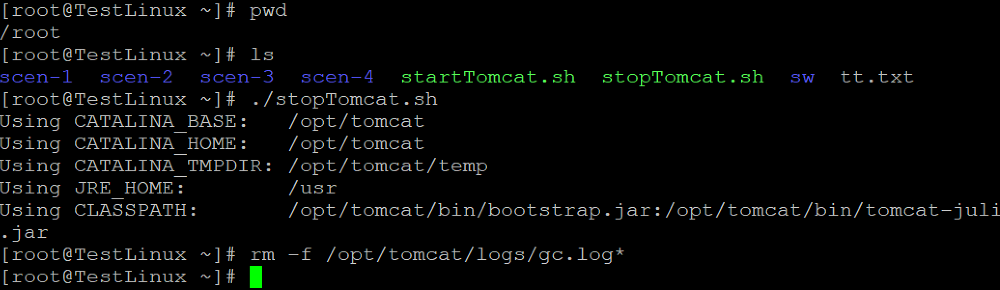 [root@TestLinux ~]# pwd
/root
[root@TestLinux ~]# ls
scen-1  scen-2  scen-3  scen-4  startTomcat.sh  stopTomcat.sh  sw  tt.txt
[root@TestLinux ~]# ./stopTomcat.sh
Using CATALINA_BASE:   /opt/tomcat
Using CATALINA_HOME:   /opt/tomcat
Using CATALINA_TMPDIR: /opt/tomcat/temp
Using JRE_HOME:        /usr
Using CLASSPATH:       /opt/tomcat/bin/bootstrap.jar:/opt/tomcat/bin/tomcat-juli
.jar
[root@TestLinux ~]# rm -f /opt/tomcat/logs/gc.log*
[root@TestLinux ~]#